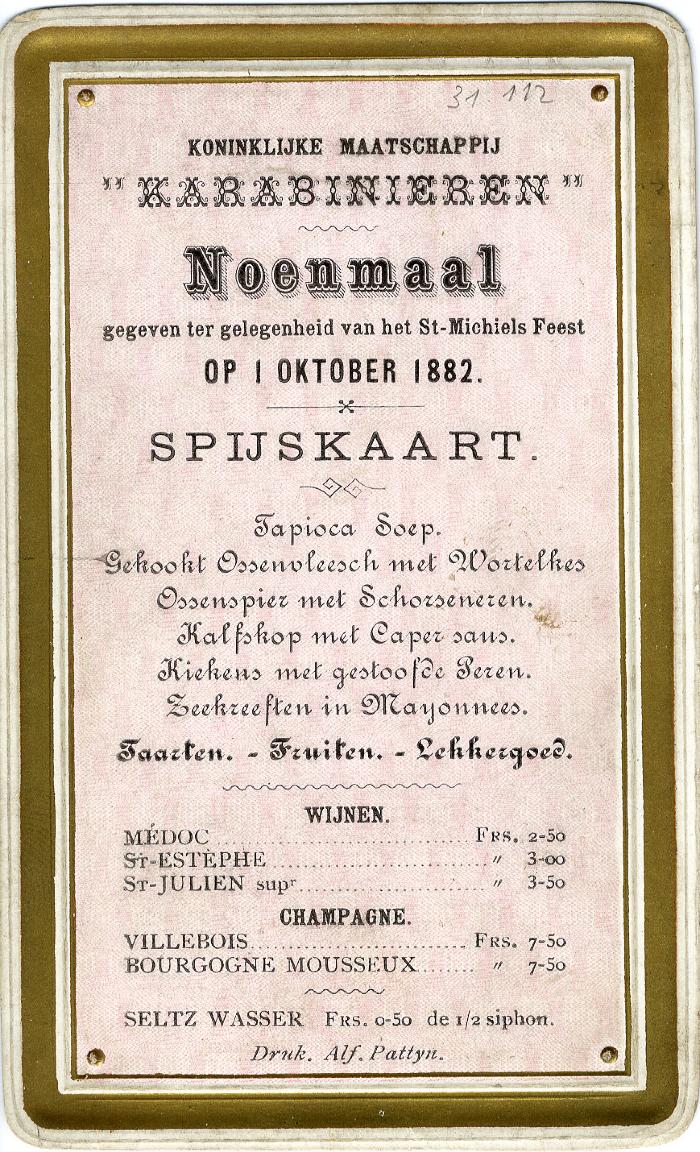 31.112
KONINKLIJKE MAATSCHAPPIJ
"KARABINIEREN"
Noenmaal
gegeven ter gelegenheid van het St-Michiels Feest
OP 1 OKTOBER 1882.
SPIJSKAART.
Tapioca Soep.
Gekookt Ossenvleesch met Wortelkes
Ossenspier met Schorseneren.
Kalfskop met Caper saus.
Kiekens met gestoofde Peren.
Zeekreeften in Mayonnees.
Taarten. - Fruiten. - Lekkergoed.
WIJNEN.
MÉDOC ........ FRS. 2-50
ST-ESTÈPHE ........ " 3-00
ST-JULIEN supr ........ " 3-50
CHAMPAGNE.
VILLEBOIS ........ FRS. 7-50
BOURGOGNE MOUSSEUX ........ " 7-50
SELTZ WASSER FRS. 0-50 de 1/2 siphon.
Druk. Alf. Pattyn.